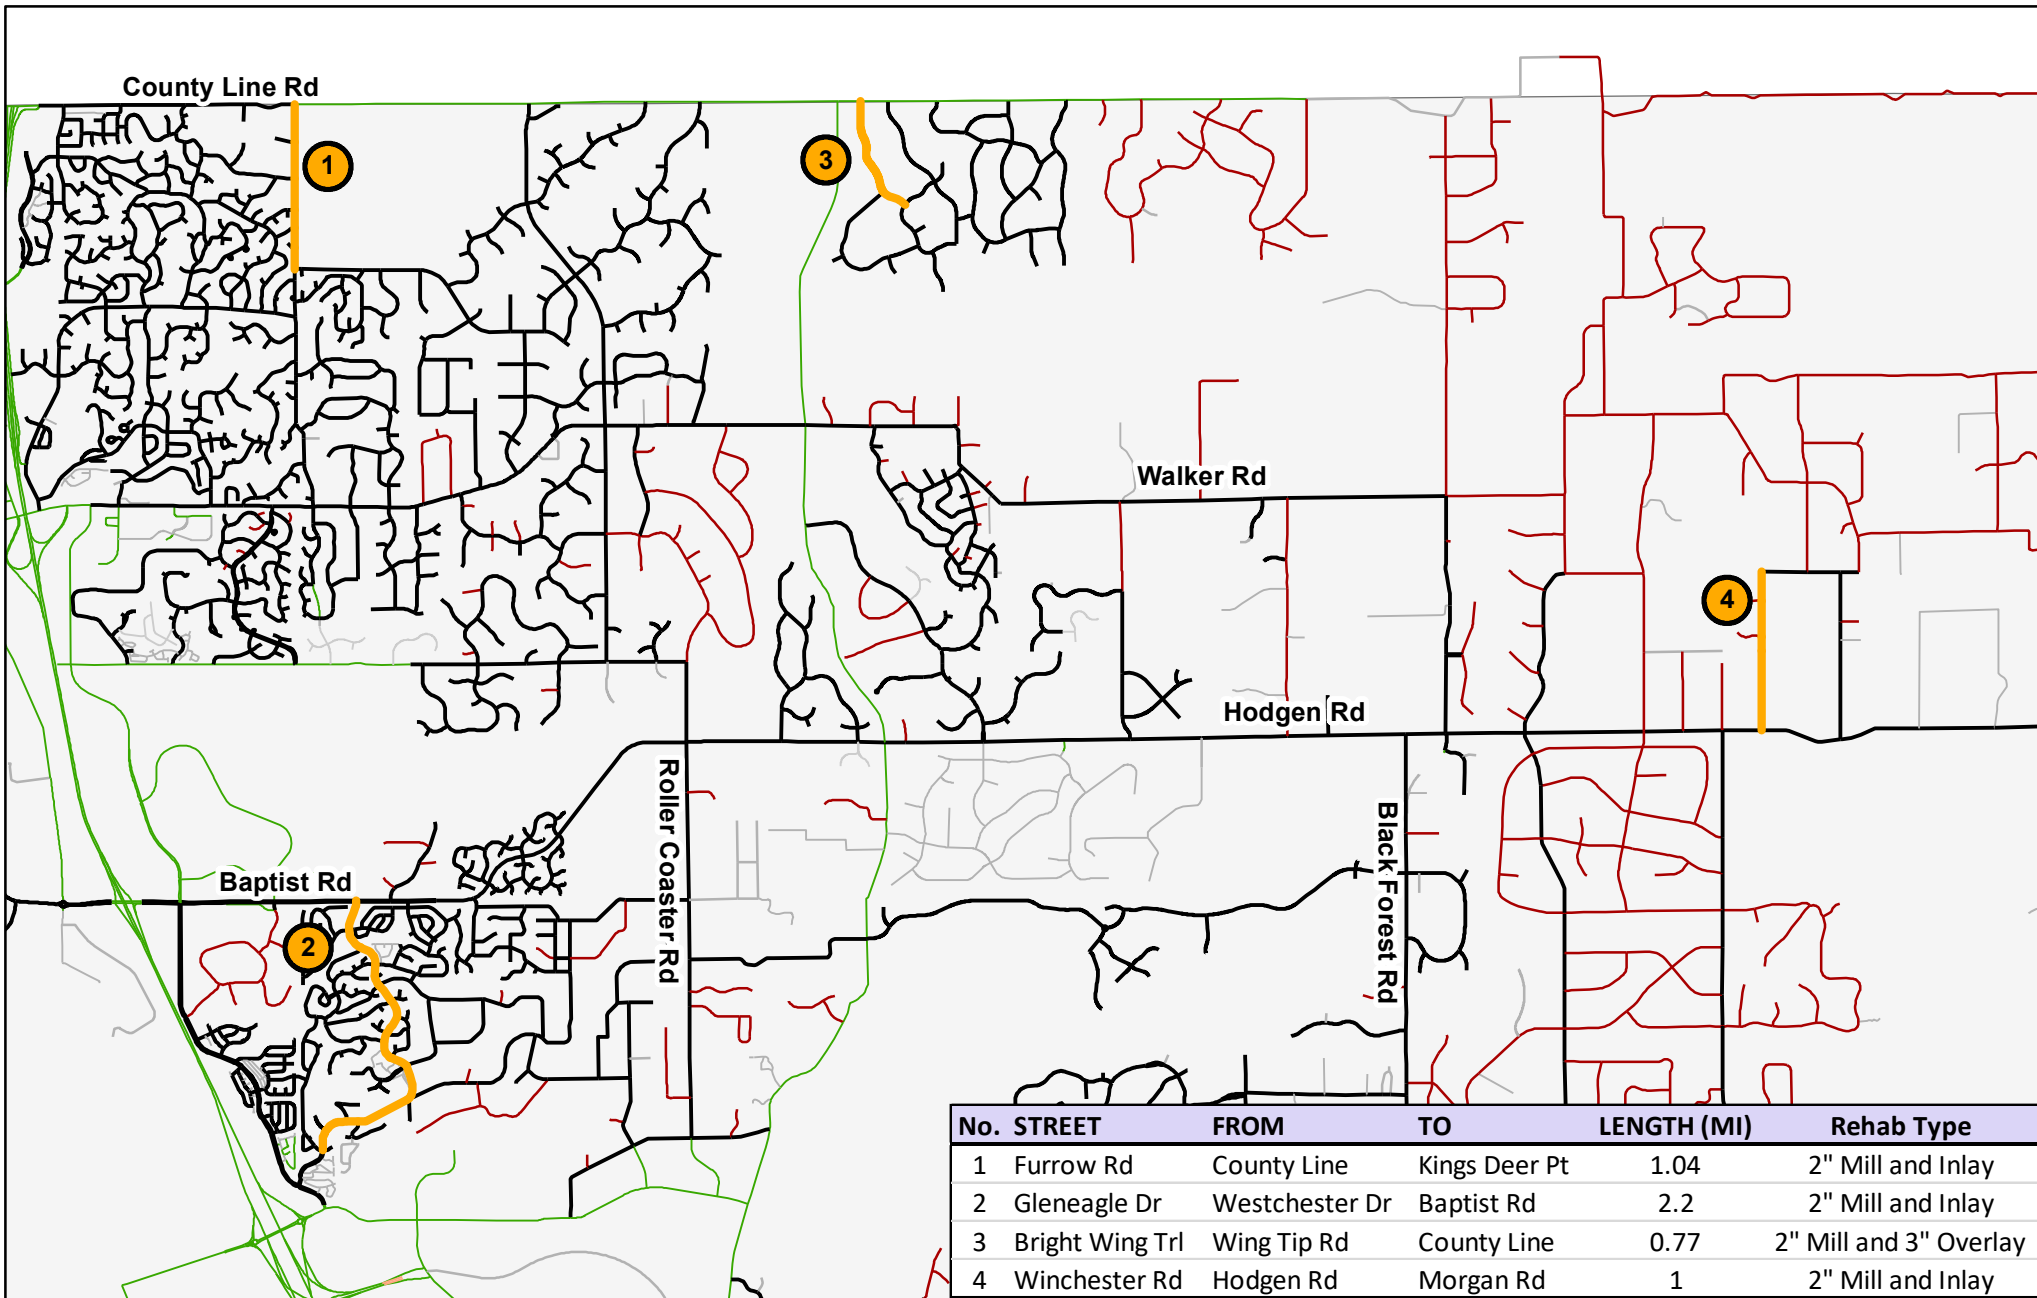 County Line Rd
1
3
Walker Rd
4
Hodgen Rd
Roller Coaster Rd
Black Forest Rd
Baptist Rd
2
No. STREET FROM TO LENGTH (MI) Rehab Type
1 Furrow Rd County Line Kings Deer Pt 1.04 2" Mill and Inlay
2 Gleneagle Dr Westchester Dr Baptist Rd 2.2 2" Mill and Inlay
3 Bright Wing Trl Wing Tip Rd County Line 0.77 2" Mill and 3" Overlay
4 Winchester Rd Hodgen Rd Morgan Rd 1 2" Mill and Inlay